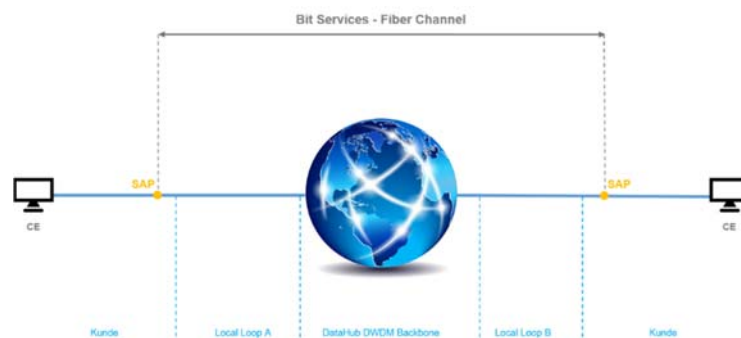 Bit Services - Fiber Channel
SAP
SAP
CE
CE
Kunde
Local Loop A
DataHub DWDM Backbone
Local Loop B
Kunde